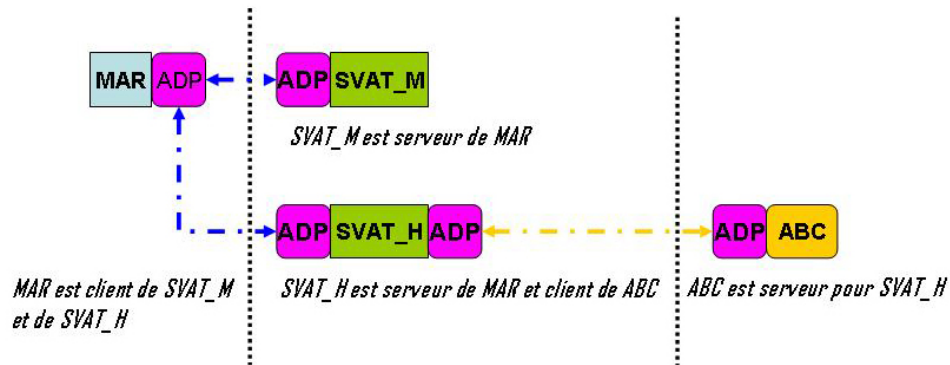 MAR ADP
ADP SVAT_M
SVAT_M est serveur de MAR
ADP SVAT_H ADP
ADP ABC
MAR est client de SVAT_M
et de SVAT_H
SVAT_H est serveur de MAR et client de ABC
ABC est serveur pour SVAT_H